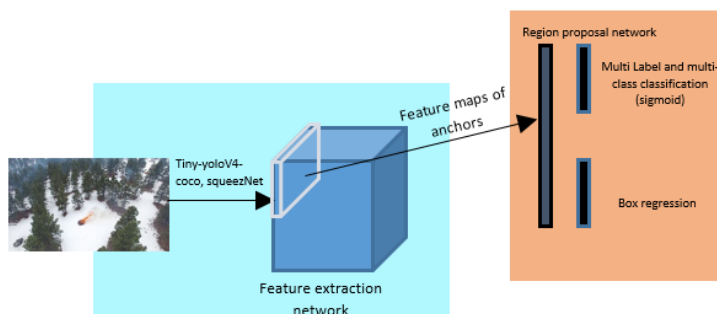 Region proposal network
Multi Label and multi-
class classification
(sigmoid)
Feature maps of
anchors
Tiny-yoloV4-
coco, squeezNet
Box regression
Feature extraction
network